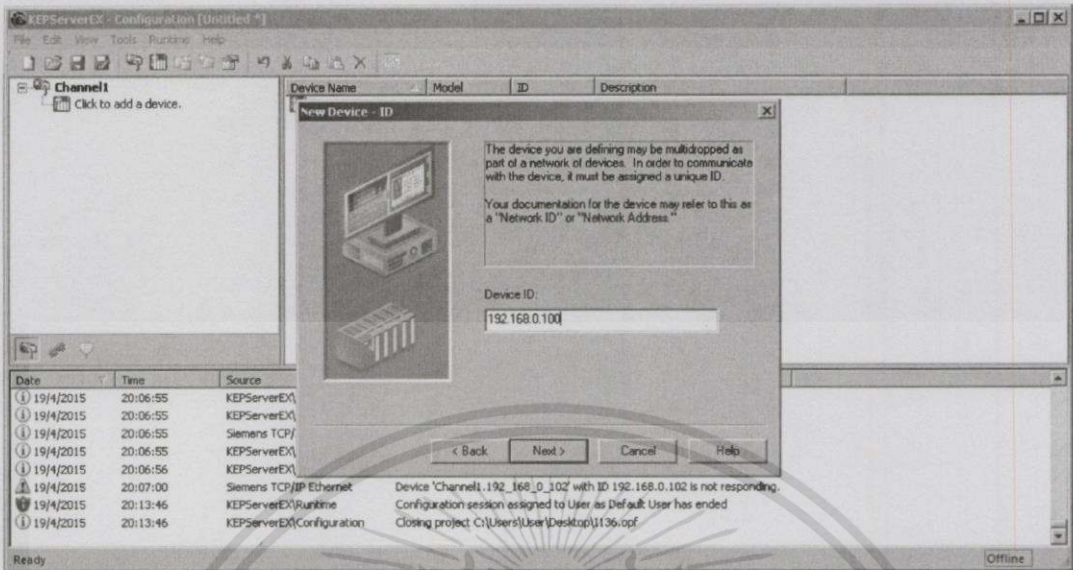 KEPServerEX - Configuration [Untitled *]
File Edit View Tools Runtime Help
Channel1
Click to add a device.
Device Name Model ID Description
New Device - ID
The device you are defining may be multidropped as
part of a network of devices. In order to communicate
with the device, it must be assigned a unique ID.
Your documentation for the device may refer to this as
a "Network ID" or "Network Address."
Device ID:
192.168.0.100
< Back Next > Cancel Help
Date Time Source
19/4/2015 20:06:55 KEPServerEX\
19/4/2015 20:06:55 KEPServerEX\
19/4/2015 20:06:55 Siemens TCP/
19/4/2015 20:06:55 KEPServerEX\
19/4/2015 20:06:56 KEPServerEX\
19/4/2015 20:07:00 Siemens TCP/IP Ethernet Device 'Channel1.192_168_0_102' with ID 192.168.0.102 is not responding.
19/4/2015 20:13:46 KEPServerEX\Runtime Configuration session assigned to User as Default User has ended
19/4/2015 20:13:46 KEPServerEX\Configuration Closing project C:\Users\User\Desktop\1136.opf
Ready Offline